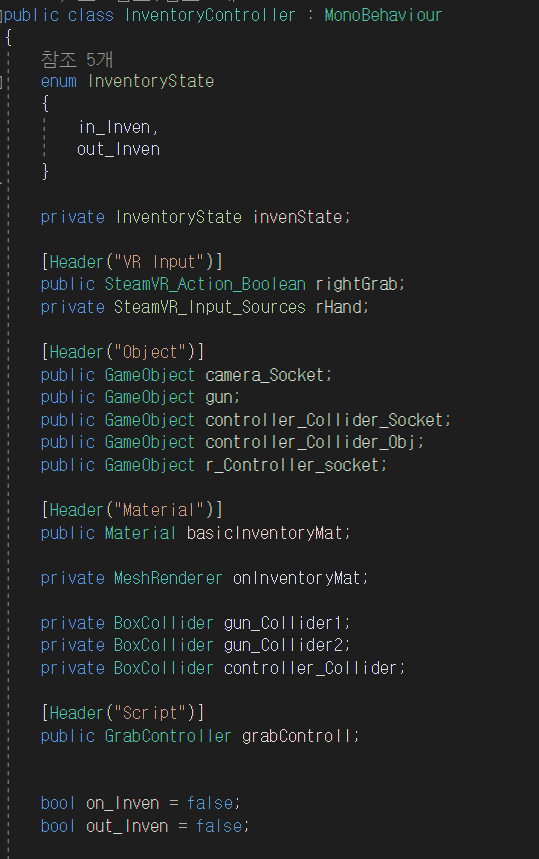 public class InventoryController : MonoBehaviour
{
참조 5개
enum InventoryState
{
in_Inven,
out_Inven
}
private InventoryState invenState;
[Header("VR Input")]
public SteamVR_Action_Boolean rightGrab;
private SteamVR_Input_Sources rHand;
[Header("Object")]
public GameObject camera_Socket;
public GameObject gun;
public GameObject controller_Collider_Socket;
public GameObject controller_Collider_Obj;
public GameObject r_Controller_socket;
[Header("Material")]
public Material basicInventoryMat;
private MeshRenderer onInventoryMat;
private BoxCollider gun_Collider1;
private BoxCollider gun_Collider2;
private BoxCollider controller_Collider;
[Header("Script")]
public GrabController grabControll;
bool on_Inven = false;
bool out_Inven = false;